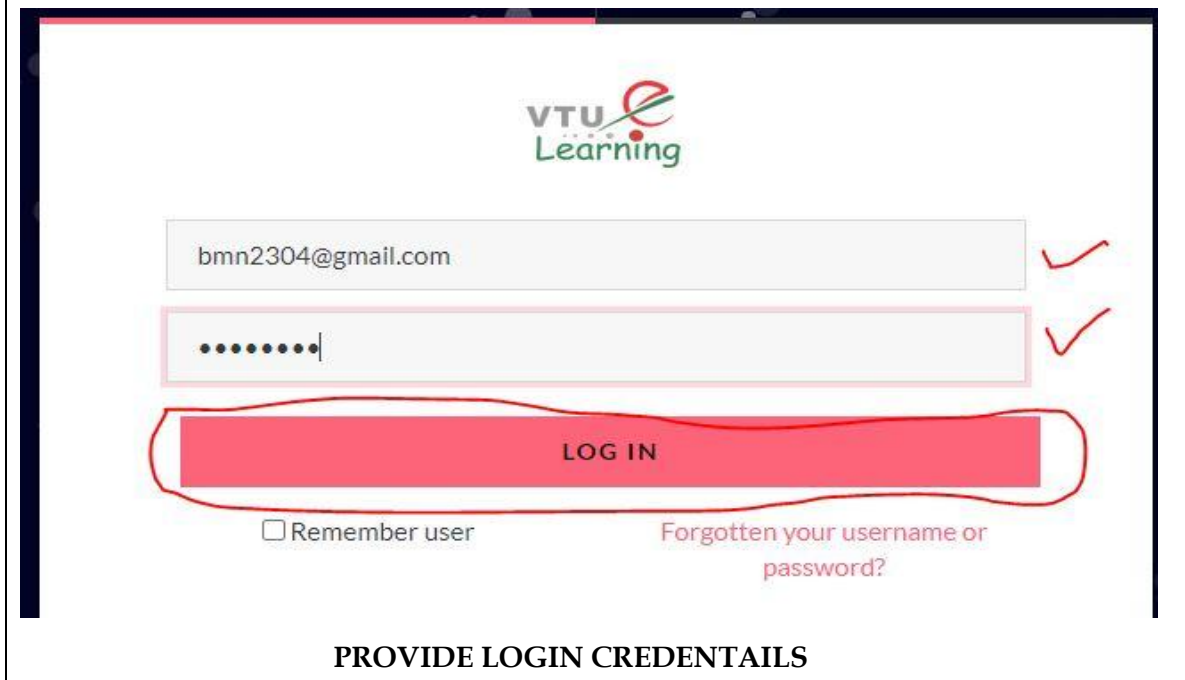 VTU e
Learning
bmn2304@gmail.com
••••••••
LOG IN
Remember user
Forgotten your username or
password?
PROVIDE LOGIN CREDENTAILS